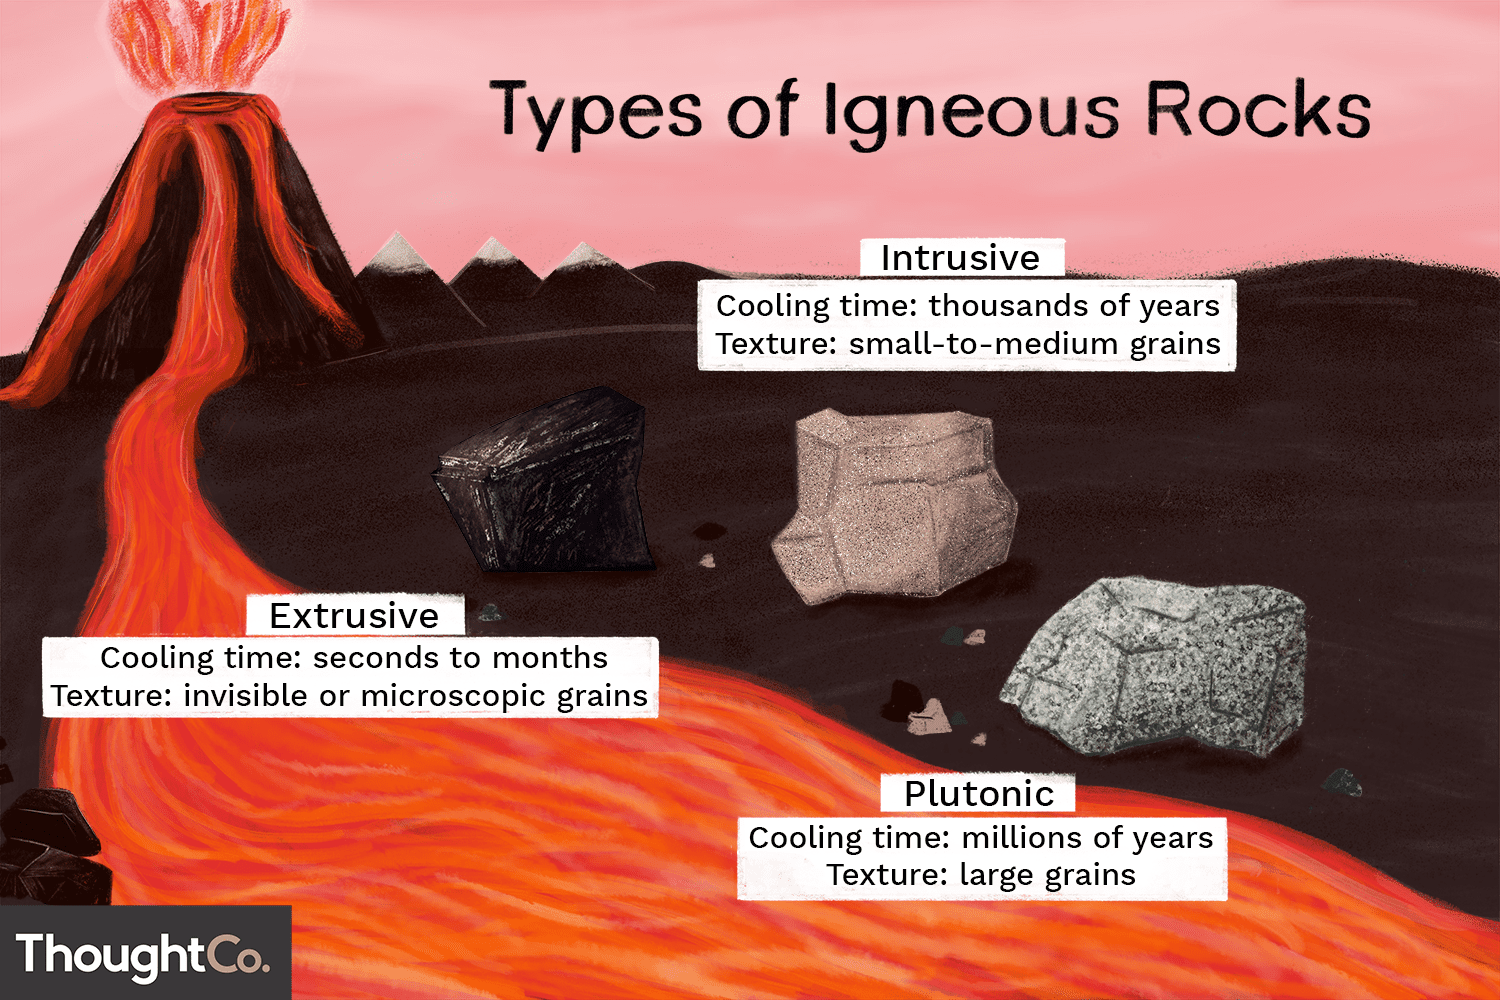 Types of Igneous Rocks
Intrusive
Cooling time: thousands of years
Texture: small-to-medium grains
Extrusive
Cooling time: seconds to months
Texture: invisible or microscopic grains
Plutonic
Cooling time: millions of years
Texture: large grains
ThoughtCo.